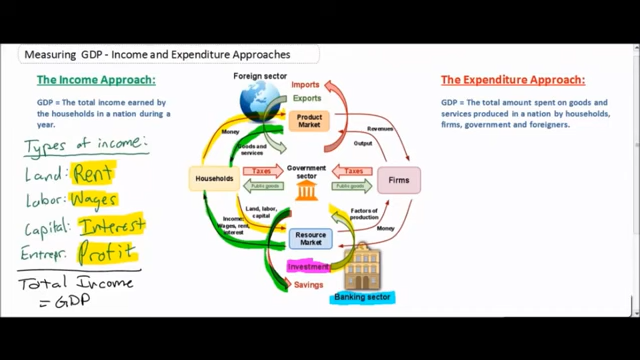 Measuring GDP - Income and Expenditure Approaches
The Income Approach:
GDP = The total income earned by
the households in a nation during a
year.
Types of income:
Land: Rent
Labor: Wages
Capital: Interest
Entrepr: Profit
Total Income
= GDP
Foreign sector
Imports
Exports
Product
Market
Money
Revenues
Goods and
services
Output
Government
sector
Households
Taxes
Public goods
Taxes
Public goods
Firms
Land, labor,
capital
Factors of
production
Income:
Wages, rent,
interest
Resource
Market
Money
Investment
Savings
Banking sector
The Expenditure Approach:
GDP = The total amount spent on goods and
services produced in a nation by households,
firms, government and foreigners.